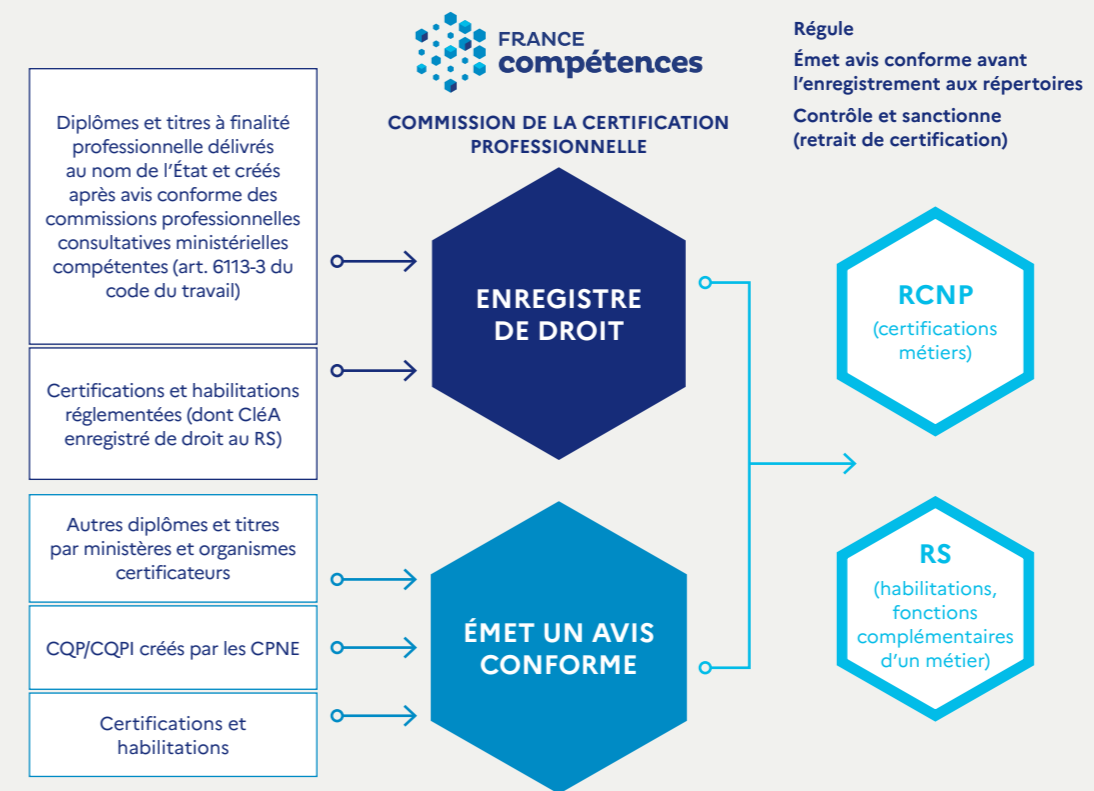 FRANCE
compétences
COMMISSION DE LA CERTIFICATION
PROFESSIONNELLE
Régule
Émet avis conforme avant
l’enregistrement aux répertoires
Contrôle et sanctionne
(retrait de certification)
Diplômes et titres à finalité
professionnelle délivrés
au nom de l’État et créés
après avis conforme des
commissions professionnelles
consultatives ministérielles
compétentes (art. 6113-3 du
code du travail)
Certifications et habilitations
réglementées (dont CléA
enregistré de droit au RS)
ENREGISTRE
DE DROIT
Autres diplômes et titres
par ministères et organismes
certificateurs
CQP/CQPI créés par les CPNE
Certifications et
habilitations
ÉMET UN AVIS
CONFORME
RCNP
(certifications
métiers)
RS
(habilitations,
fonctions
complémentaires
d’un métier)